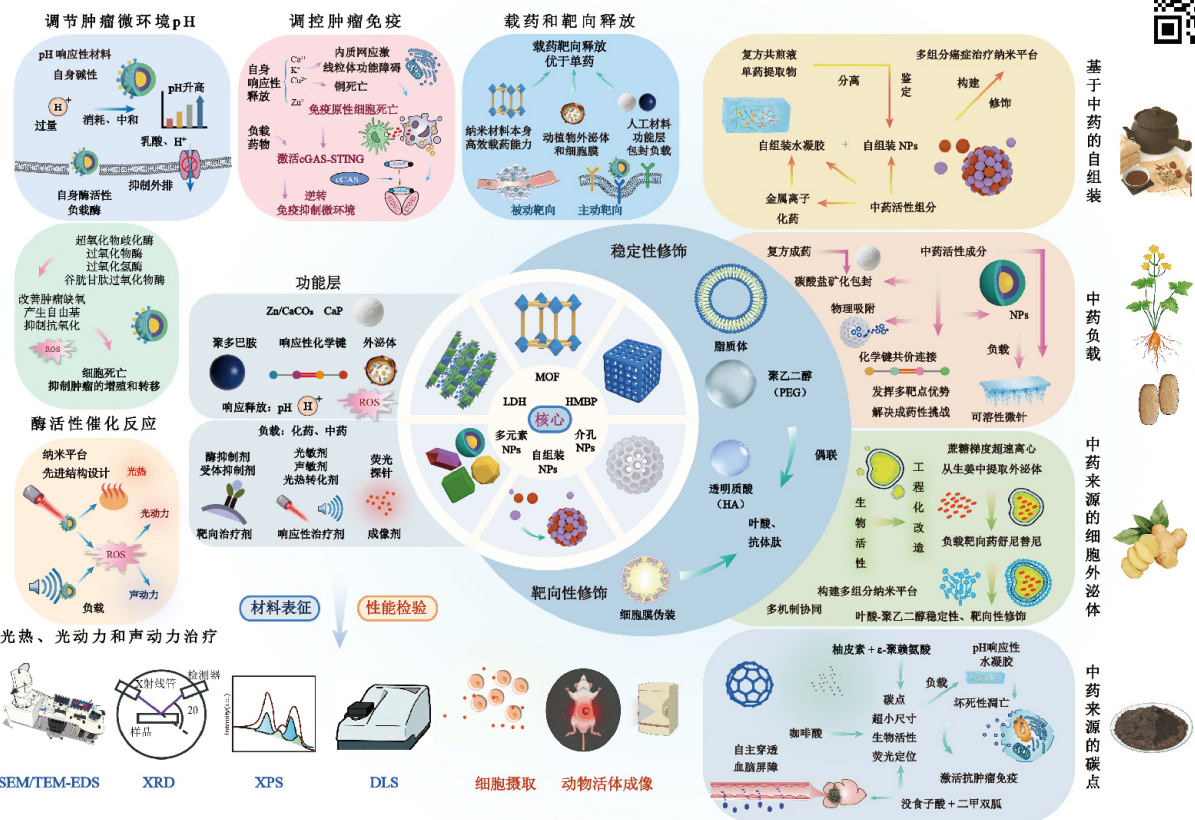 调节肿瘤微环境pH
pH响应性材料
自身碱性
H+
过量
消耗、中和
pH升高
乳酸、H+
抑制外排
自身酶活性
负载酶
调控肿瘤免疫
自身
响应性
释放
Ca2+
K+
Cu2+
Zn2+
内质网应激
线粒体功能障碍
铜死亡
免疫原性细胞死亡
负载
药物
激活cGAS-STING
cCAS
逆转
免疫抑制微环境
载药和靶向释放
载药靶向释放
优于单药
纳米材料本身
高效载药能力
动植物外泌体
和细胞膜
人工材料
功能层
包封负载
被动靶向
主动靶向
复方共煎液
单药提取物
分离
鉴定
多组分癌症治疗纳米平台
构建
修饰
自组装水凝胶
+
自组装 NPs
金属离子
化药
中药活性组分
基于中药的自组装
超氧化物歧化酶
过氧化物酶
过氧化氢酶
谷胱甘肽过氧化物酶
改善肿瘤缺氧
产生自由基
抑制抗氧化
ROS
细胞死亡
抑制肿瘤的增殖和转移
酶活性催化反应
纳米平台
先进结构设计
光热
光动力
ROS
声动力
负载
光热、光动力和声动力治疗
功能层
Zn/CaCO3 CaP
聚多巴胺
响应性化学键
外泌体
响应释放：pH
H+
ROS
负载：化药、中药
酶抑制剂
受体抑制剂
光敏剂
声敏剂
光热转化剂
荧光
探针
靶向治疗剂
响应性治疗剂
成像剂
MOF
LDH
HMBP
核心
多元素
NPs
介孔
NPs
自组装
NPs
稳定性修饰
脂质体
聚乙二醇
（PEG）
透明质酸
（HA）
偶联
叶酸、
抗体肽
细胞膜伪装
靶向性修饰
复方成药
中药活性成分
碳酸盐矿化包封
物理吸附
NPs
化学键共价连接
负载
发挥多靶点优势
解决成药性挑战
可溶性微针
中药负载
蔗糖梯度超速离心
从生姜中提取外泌体
生物活性
工程化改造
负载靶向药舒尼替尼
构建多组分纳米平台
多机制协同
叶酸-聚乙二醇稳定性、靶向性修饰
中药来源的细胞外泌体
柚皮素 + ε-聚赖氨酸
pH响应性
水凝胶
负载
碳点
超小尺寸
生物活性
荧光定位
咖啡酸
坏死性凋亡
自主穿透
血脑屏障
激活抗肿瘤免疫
没食子酸 + 二甲双胍
中药来源的碳点
材料表征
性能检验
X射线管
检测器
2θ
样品
Intensity(a.u.)
SEM/TEM-EDS
XRD
XPS
DLS
细胞摄取
动物活体成像